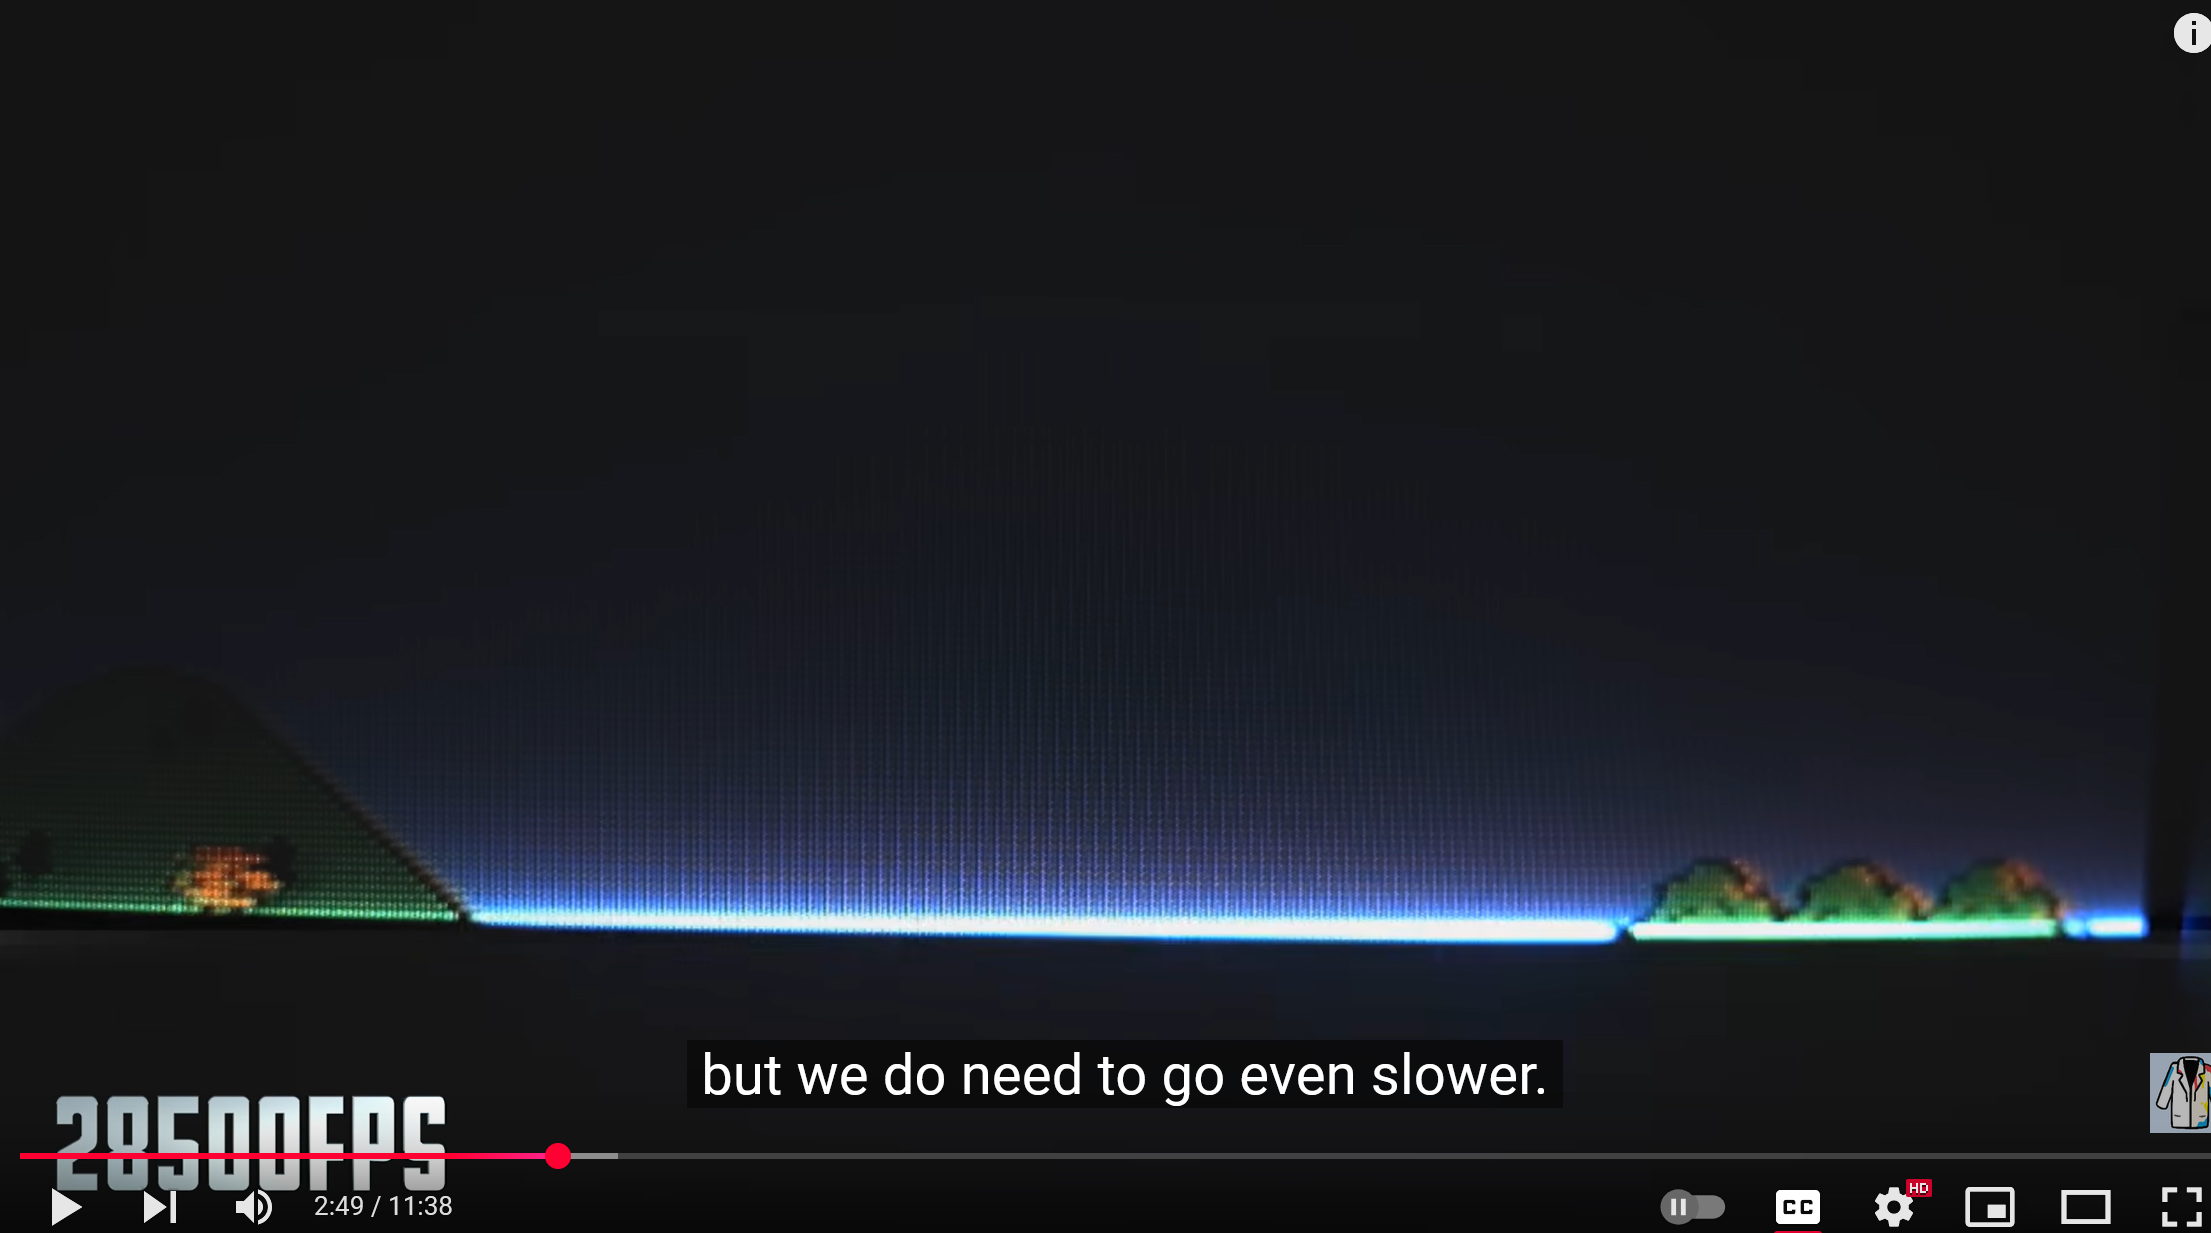 but we do need to go even slower.
28500FPS
2:49 / 11:38
CC
HD